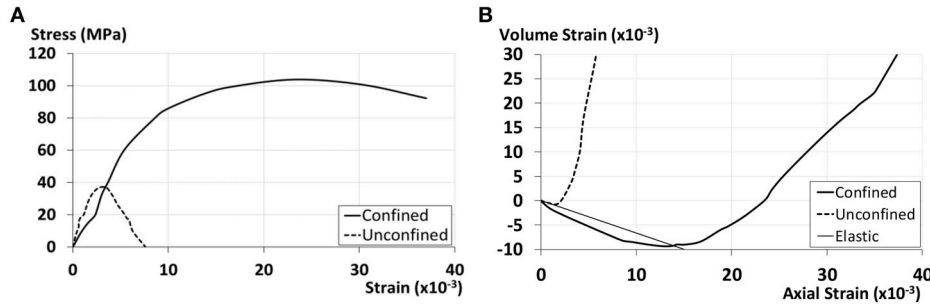 A
Stress (MPa)
120
100
80
60
40
20
0
0 10 20 30 40
Strain (x10-3)
Confined
Unconfined
B
Volume Strain (x10-3)
30
25
20
15
10
5
0
-5
-10
0 10 20 30 40
Axial Strain (x10-3)
Confined
Unconfined
Elastic